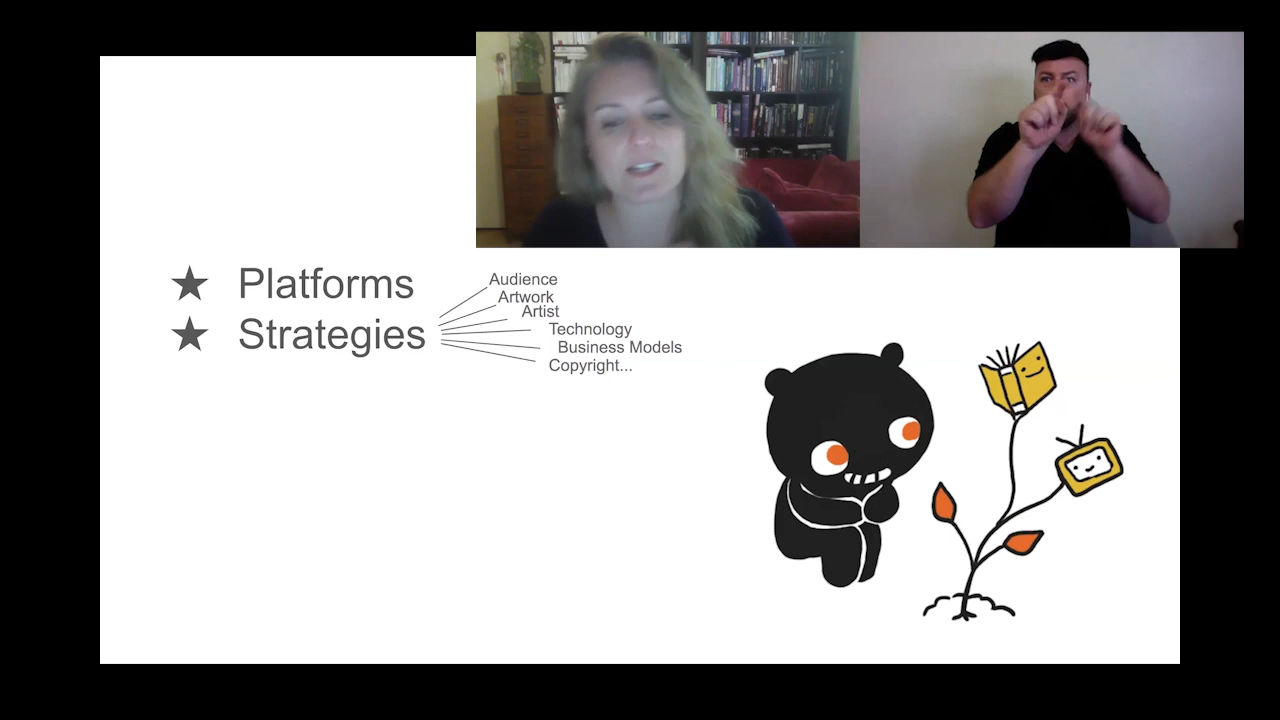 ★ Platforms
★ Strategies
Audience
Artwork
Artist
Technology
Business Models
Copyright...